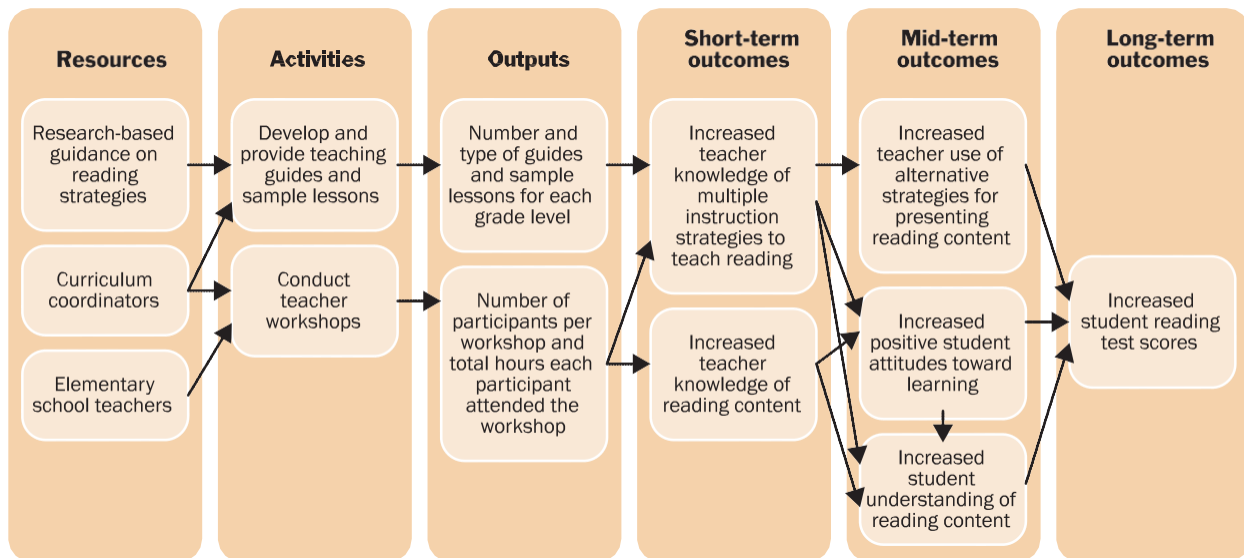 Resources
Research-based
guidance on
reading
strategies
Curriculum
coordinators
Elementary
school teachers
Activities
Develop and
provide teaching
guides and
sample lessons
Conduct
teacher
workshops
Outputs
Number and
type of guides
and sample
lessons for each
grade level
Number of
participants per
workshop and
total hours each
participant
attended the
workshop
Short-term
outcomes
Increased
teacher
knowledge of
multiple
instruction
strategies to
teach reading
Increased
teacher
knowledge of
reading content
Mid-term
outcomes
Increased
teacher use of
alternative
strategies for
presenting
reading content
Increased
positive student
attitudes toward
learning
Increased
student
understanding of
reading content
Long-term
outcomes
Increased
student reading
test scores